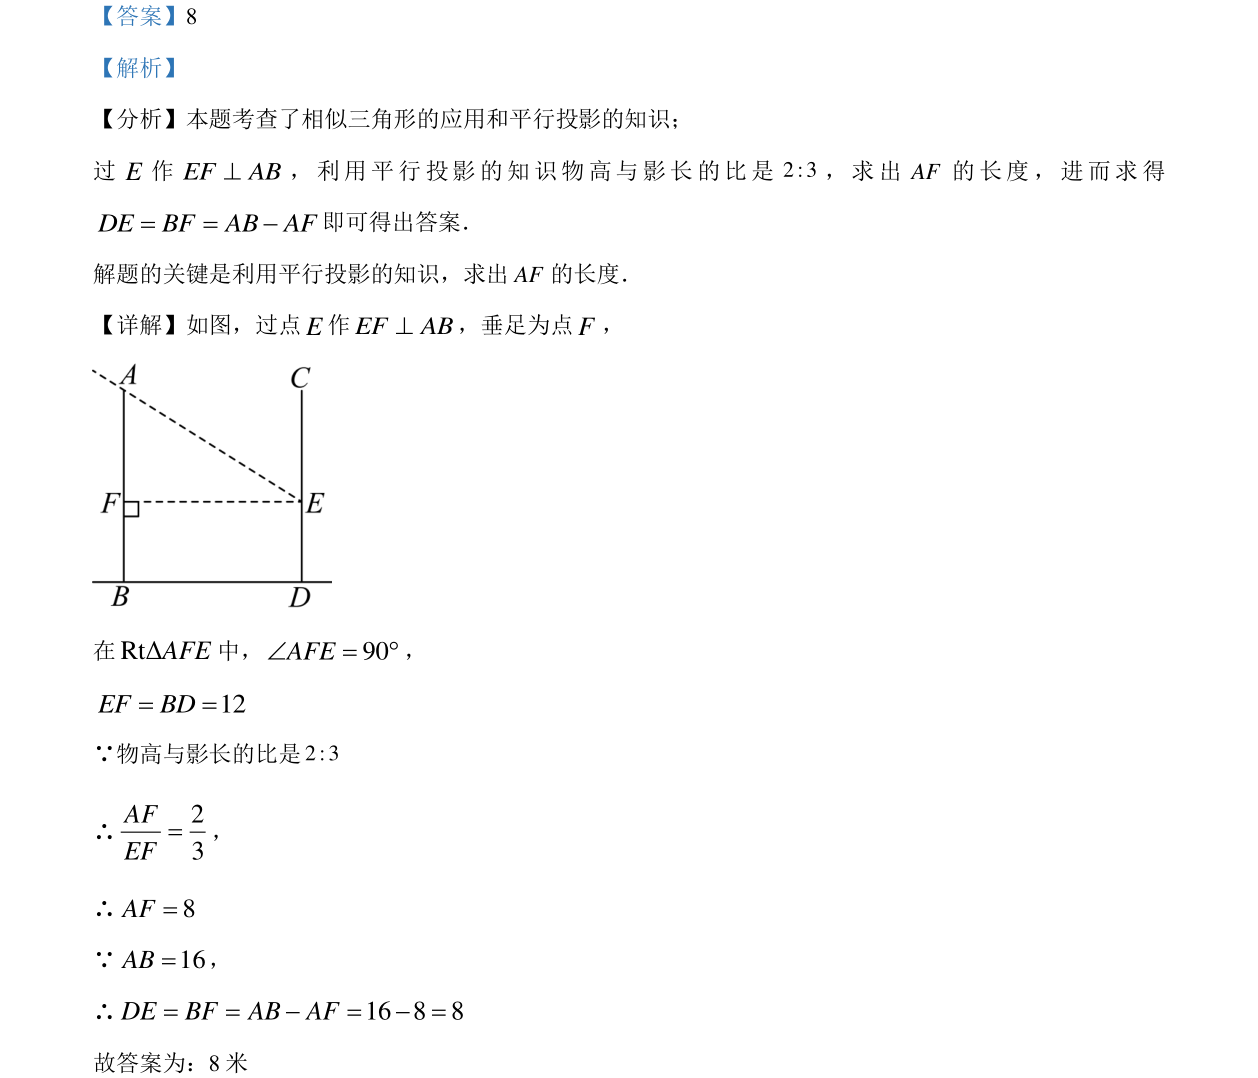 【答案】8
【解析】
【分析】本题考查了相似三角形的应用和平行投影的知识；
过 E 作 EF ⊥ AB，利用平行投影的知识物高与影长的比是 2:3，求出 AF 的长度，进而求得
DE = BF = AB − AF 即可得出答案．
解题的关键是利用平行投影的知识，求出 AF 的长度．
【详解】如图，过点 E 作 EF ⊥ AB，垂足为点 F，
A C
F E
B D
在 Rt∆AFE 中，∠AFE = 90°，
EF = BD = 12
∵物高与影长的比是 2:3
∴ AF/EF = 2/3，
∴ AF = 8
∵ AB = 16，
∴ DE = BF = AB − AF = 16 − 8 = 8
故答案为：8 米